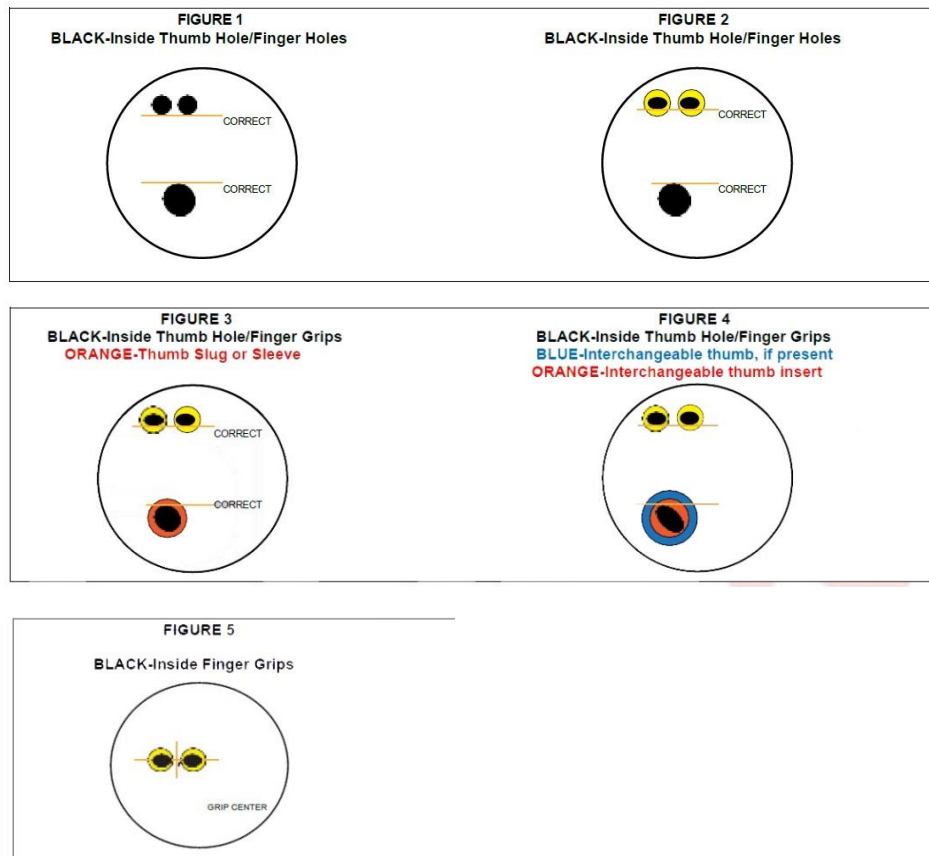 FIGURE 1
BLACK-Inside Thumb Hole/Finger Holes
CORRECT
CORRECT
FIGURE 2
BLACK-Inside Thumb Hole/Finger Holes
CORRECT
CORRECT
FIGURE 3
BLACK-Inside Thumb Hole/Finger Grips
ORANGE-Thumb Slug or Sleeve
CORRECT
CORRECT
FIGURE 4
BLACK-Inside Thumb Hole/Finger Grips
BLUE-Interchangeable thumb, if present
ORANGE-Interchangeable thumb insert
FIGURE 5
BLACK-Inside Finger Grips
GRIP CENTER